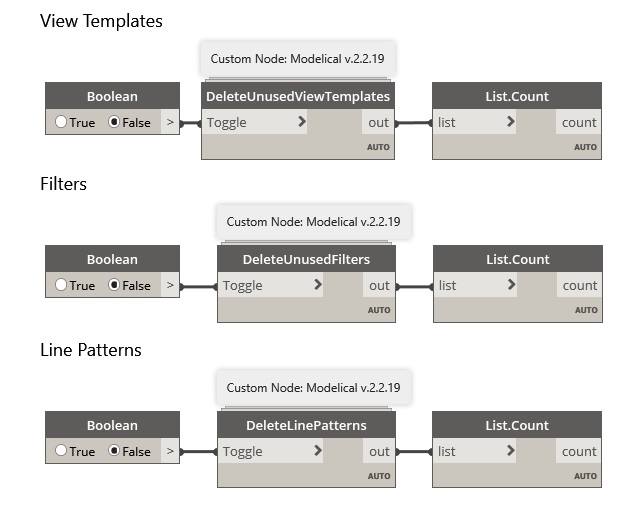 View Templates
Custom Node: Modelical v.2.2.19
Boolean DeleteUnusedViewTemplates List.Count
True False > Toggle > out list > count
AUTO AUTO
Filters
Custom Node: Modelical v.2.2.19
Boolean DeleteUnusedFilters List.Count
True False > Toggle > out list > count
AUTO AUTO
Line Patterns
Custom Node: Modelical v.2.2.19
Boolean DeleteLinePatterns List.Count
True False > Toggle > out list > count
AUTO AUTO